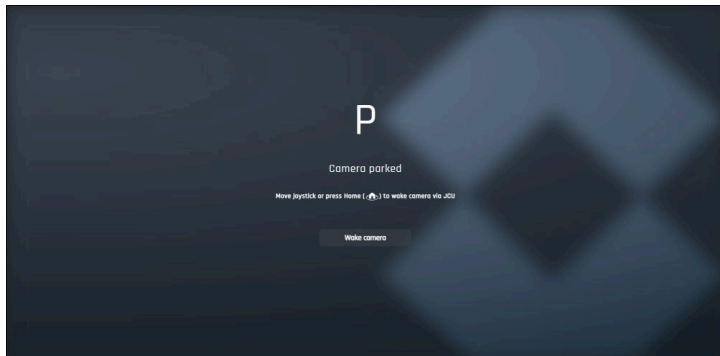 P
Camera parked
Move joystick or press Home ( ) to wake camera via JCU
Wake camera